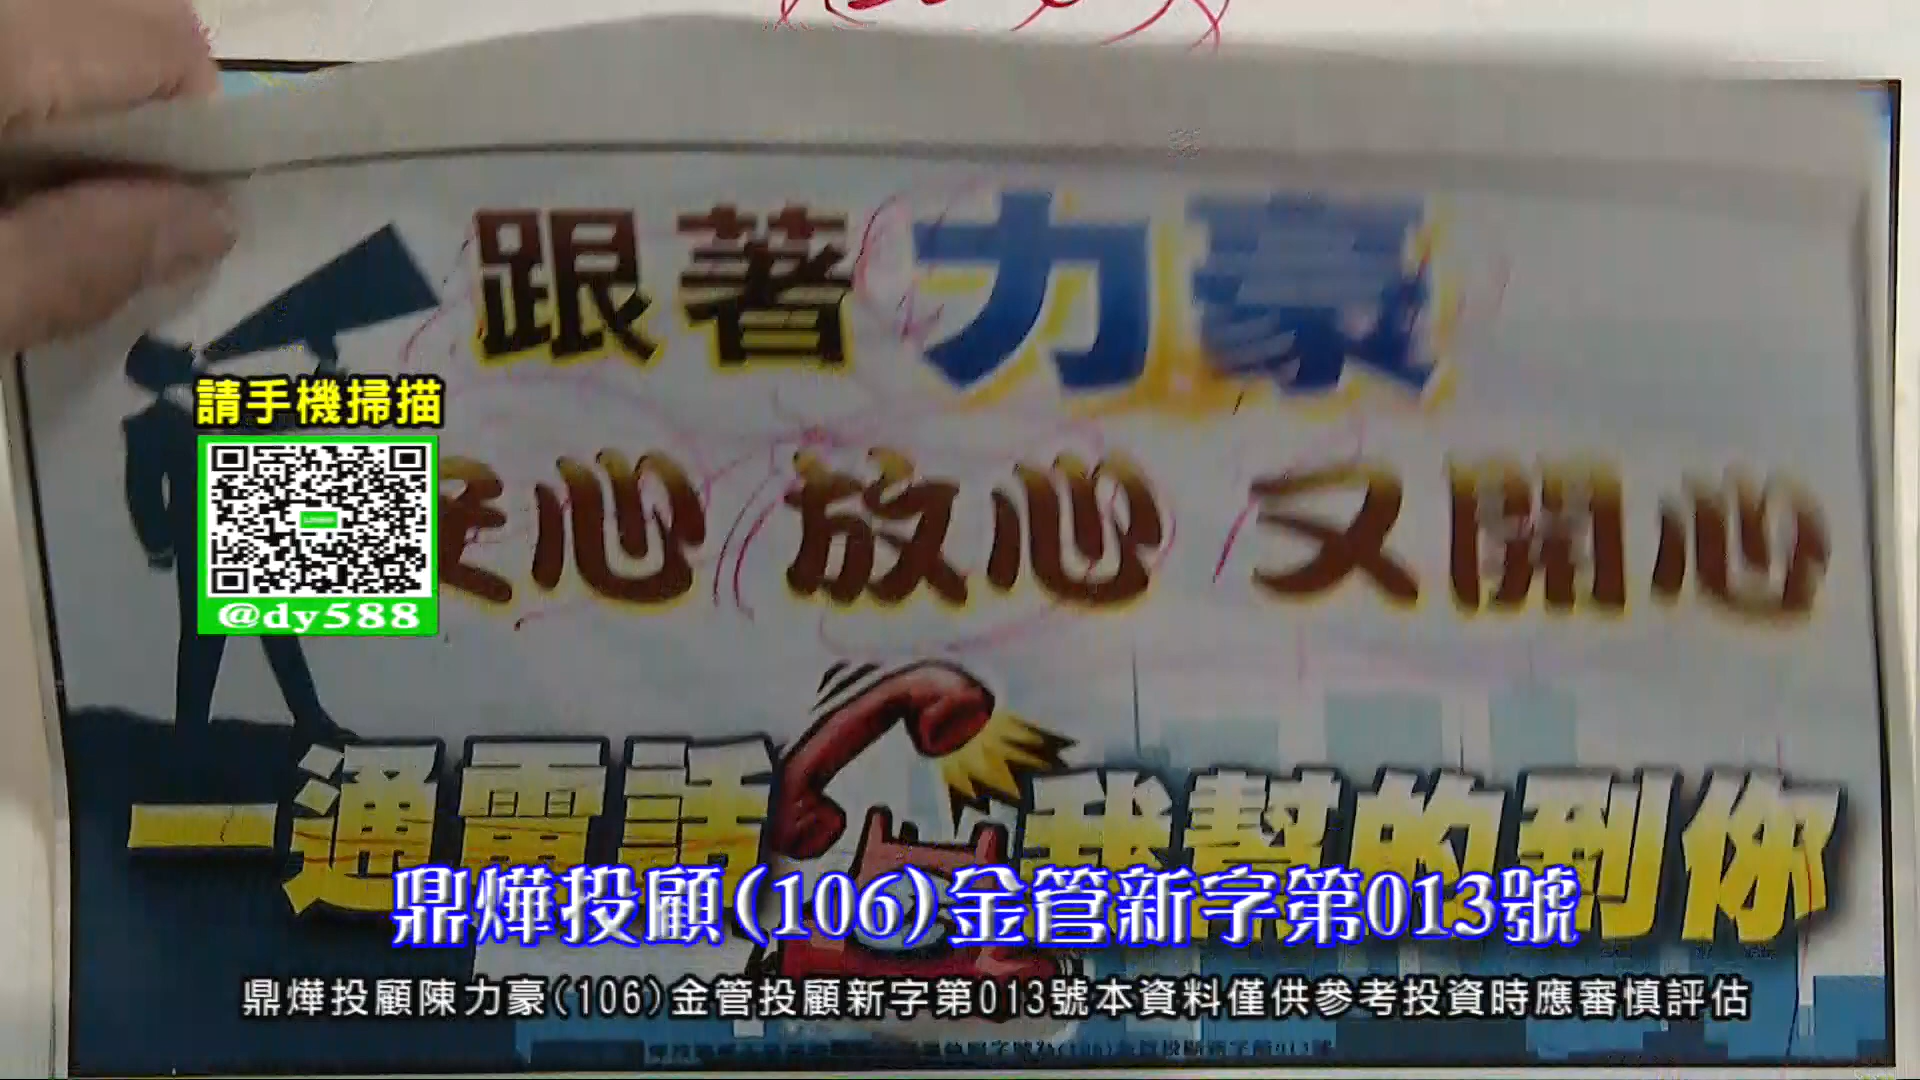 跟著力豪
請手機掃描
安心 放心 又開心
@dy588
一通電話 我幫的到你
鼎燁投顧(106)金管新字第013號
鼎燁投顧陳力豪(106)金管投顧新字第013號本資料僅供參考投資時應審慎評估